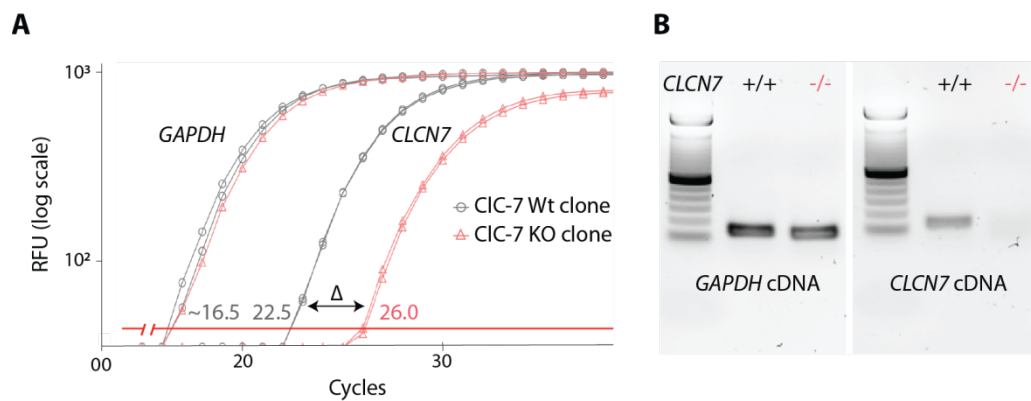 A
RFU (log scale)
10³
10²
GAPDH
CLCN7
ClC-7 Wt clone
ClC-7 KO clone
~16.5
22.5
Δ
26.0
00
20
30
Cycles
B
CLCN7 +/+ -/-
+/+ -/-
GAPDH cDNA
CLCN7 cDNA